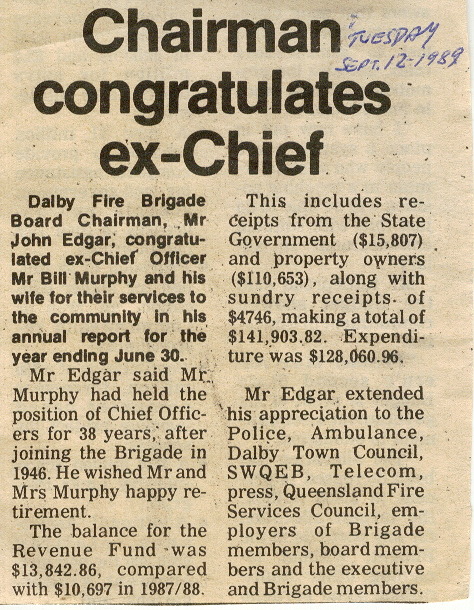 Chairman
congratulates
ex-Chief
TUESDAY
SEPT. 12-1989
Dalby Fire Brigade
Board Chairman, Mr
John Edgar, congratu-
lated ex-Chief Officer
Mr Bill Murphy and his
wife for their services to
the community in his
annual report for the
year ending June 30.
Mr Edgar said Mr
Murphy had held the
position of Chief Offic-
ers for 38 years, after
joining the Brigade in
1946. He wished Mr and
Mrs Murphy happy re-
tirement.
The balance for the
Revenue Fund was
$13,842.86, compared
with $10,697 in 1987/88.
This includes re-
ceipts from the State
Government ($15,807)
and property owners
($110,653), along with
sundry receipts of
$4746, making a total of
$141,903.82. Expendi-
ture was $128,060.96.
Mr Edgar extended
his appreciation to the
Police, Ambulance,
Dalby Town Council,
SWQEB, Telecom,
press, Queensland Fire
Services Council, em-
ployers of Brigade
members, board mem-
bers and the executive
and Brigade members.